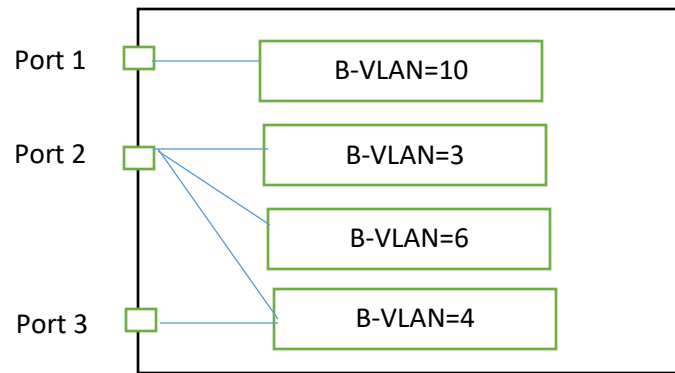 Port 1
B-VLAN=10
Port 2
B-VLAN=3
B-VLAN=6
Port 3
B-VLAN=4